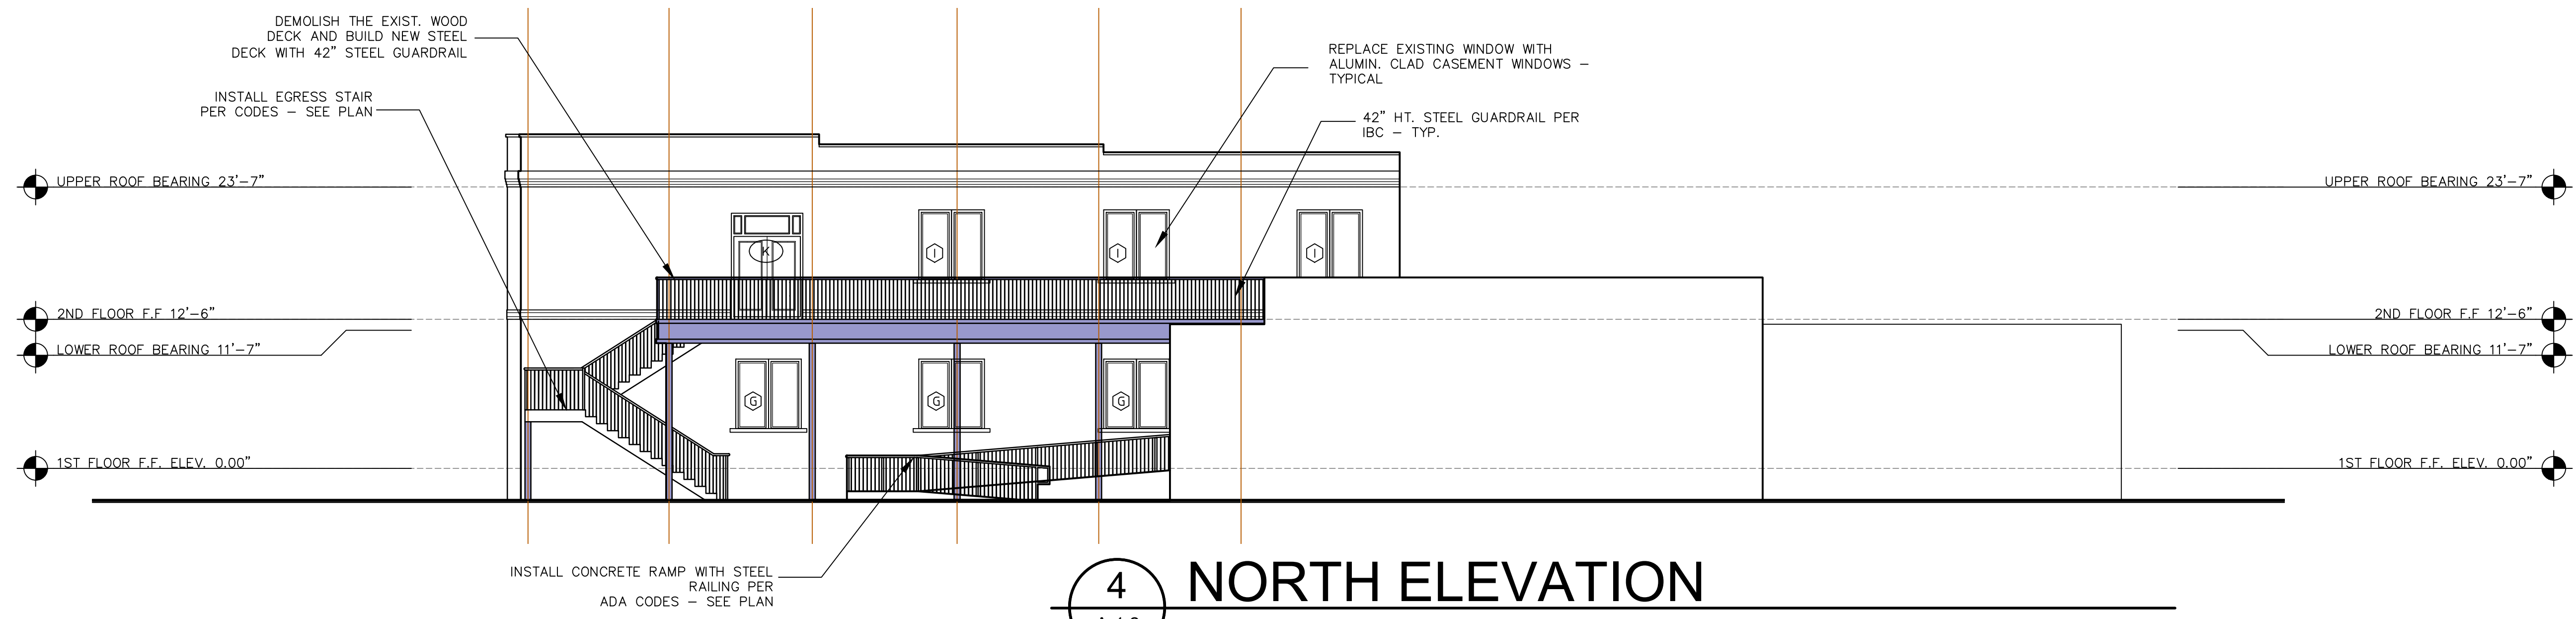 DEMOLISH THE EXIST. WOOD
DECK AND BUILD NEW STEEL
DECK WITH 42" STEEL GUARDRAIL
INSTALL EGRESS STAIR
PER CODES – SEE PLAN
REPLACE EXISTING WINDOW WITH
ALUMIN. CLAD CASEMENT WINDOWS –
TYPICAL
42" HT. STEEL GUARDRAIL PER
IBC – TYP.
UPPER ROOF BEARING 23'–7"
UPPER ROOF BEARING 23'–7"
K
I
I
I
2ND FLOOR F.F 12'–6"
2ND FLOOR F.F 12'–6"
LOWER ROOF BEARING 11'–7"
LOWER ROOF BEARING 11'–7"
G
G
G
1ST FLOOR F.F. ELEV. 0.00"
1ST FLOOR F.F. ELEV. 0.00"
INSTALL CONCRETE RAMP WITH STEEL
RAILING PER
ADA CODES – SEE PLAN
4
NORTH ELEVATION